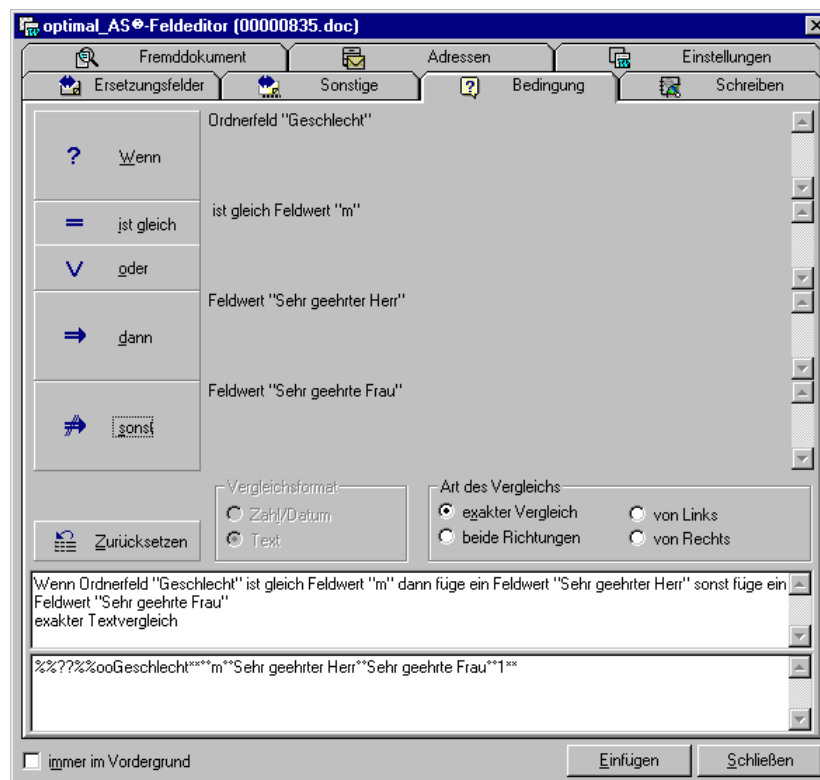 optimal_AS®-Feldeditor (00000835.doc)
Fremddokument Adressen Einstellungen
Ersetzungsfelder Sonstige Bedingung Schreiben
? Wenn Ordnerfeld "Geschlecht"
= ist gleich ist gleich Feldwert "m"
V oder
⇒ dann Feldwert "Sehr geehrter Herr"
sonst Feldwert "Sehr geehrte Frau"
Vergleichsformat Art des Vergleichs
Zahl/Datum exakter Vergleich von Links
Zurücksetzen Text beide Richtungen von Rechts
Wenn Ordnerfeld "Geschlecht" ist gleich Feldwert "m" dann füge ein Feldwert "Sehr geehrter Herr" sonst füge ein
Feldwert "Sehr geehrte Frau"
exakter Textvergleich
%%??%%ooGeschlecht**^^m^^Sehr geehrter Herr^^Sehr geehrte Frau^^1**
immer im Vordergrund Einfügen Schließen